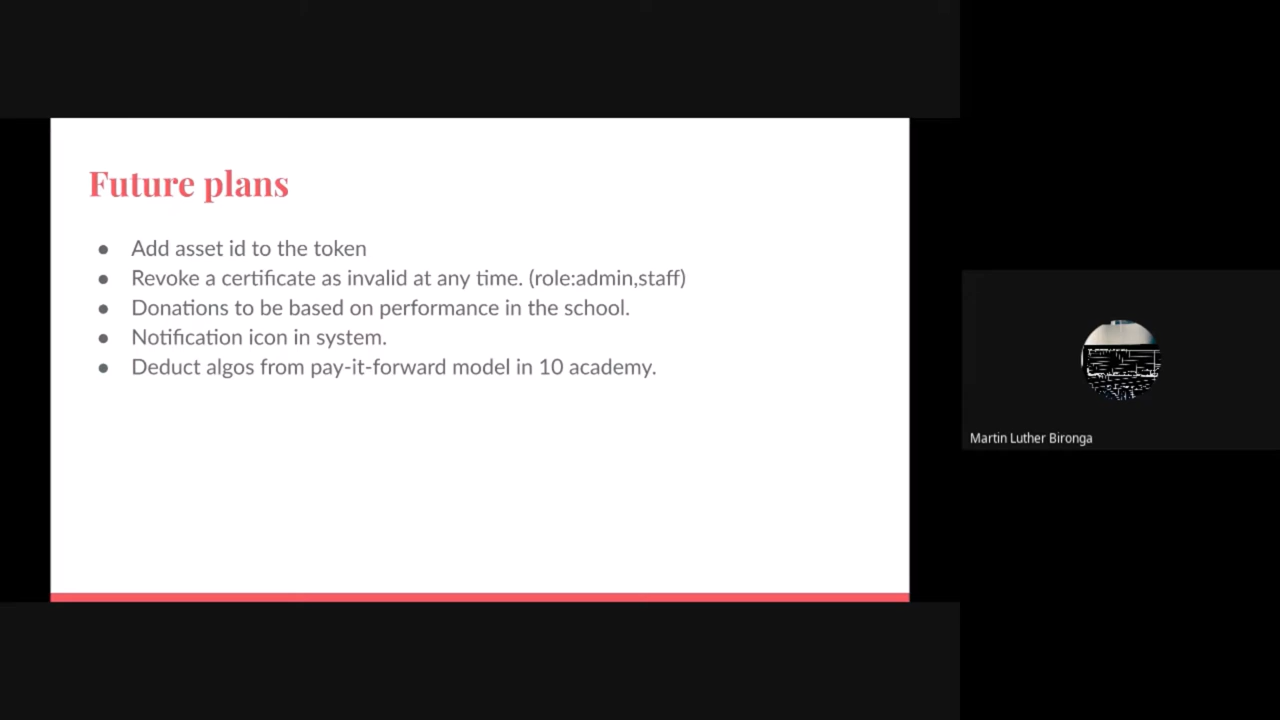 Future plans
● Add asset id to the token
● Revoke a certificate as invalid at any time. (role:admin,staff)
● Donations to be based on performance in the school.
● Notification icon in system.
● Deduct algos from pay-it-forward model in 10 academy.
Martin Luther Bironga